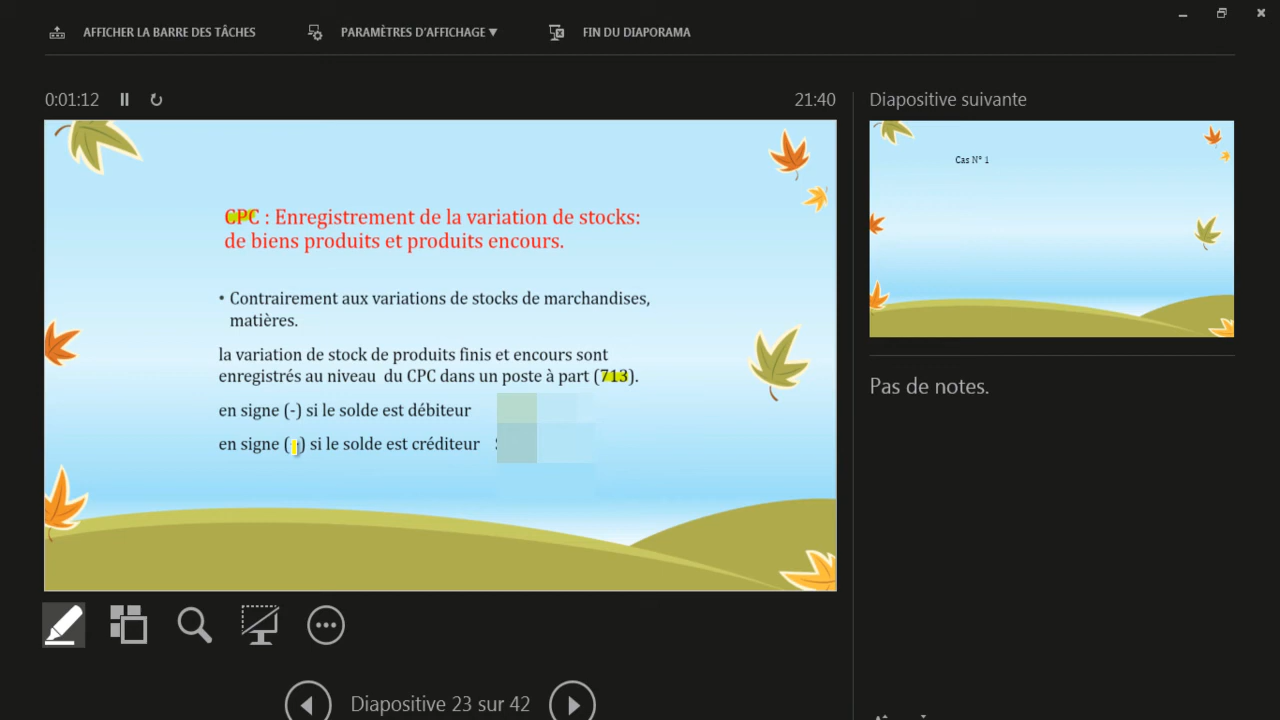 AFFICHER LA BARRE DES TÂCHES PARAMÈTRES D'AFFICHAGE ▼ FIN DU DIAPORAMA
0:01:12 21:40
CPC : Enregistrement de la variation de stocks:
de biens produits et produits encours.
• Contrairement aux variations de stocks de marchandises,
matières.
la variation de stock de produits finis et encours sont
enregistrés au niveau du CPC dans un poste à part (713).
en signe (-) si le solde est débiteur
en signe (+) si le solde est créditeur
Diapositive 23 sur 42
Diapositive suivante
Cas N° 1
Pas de notes.